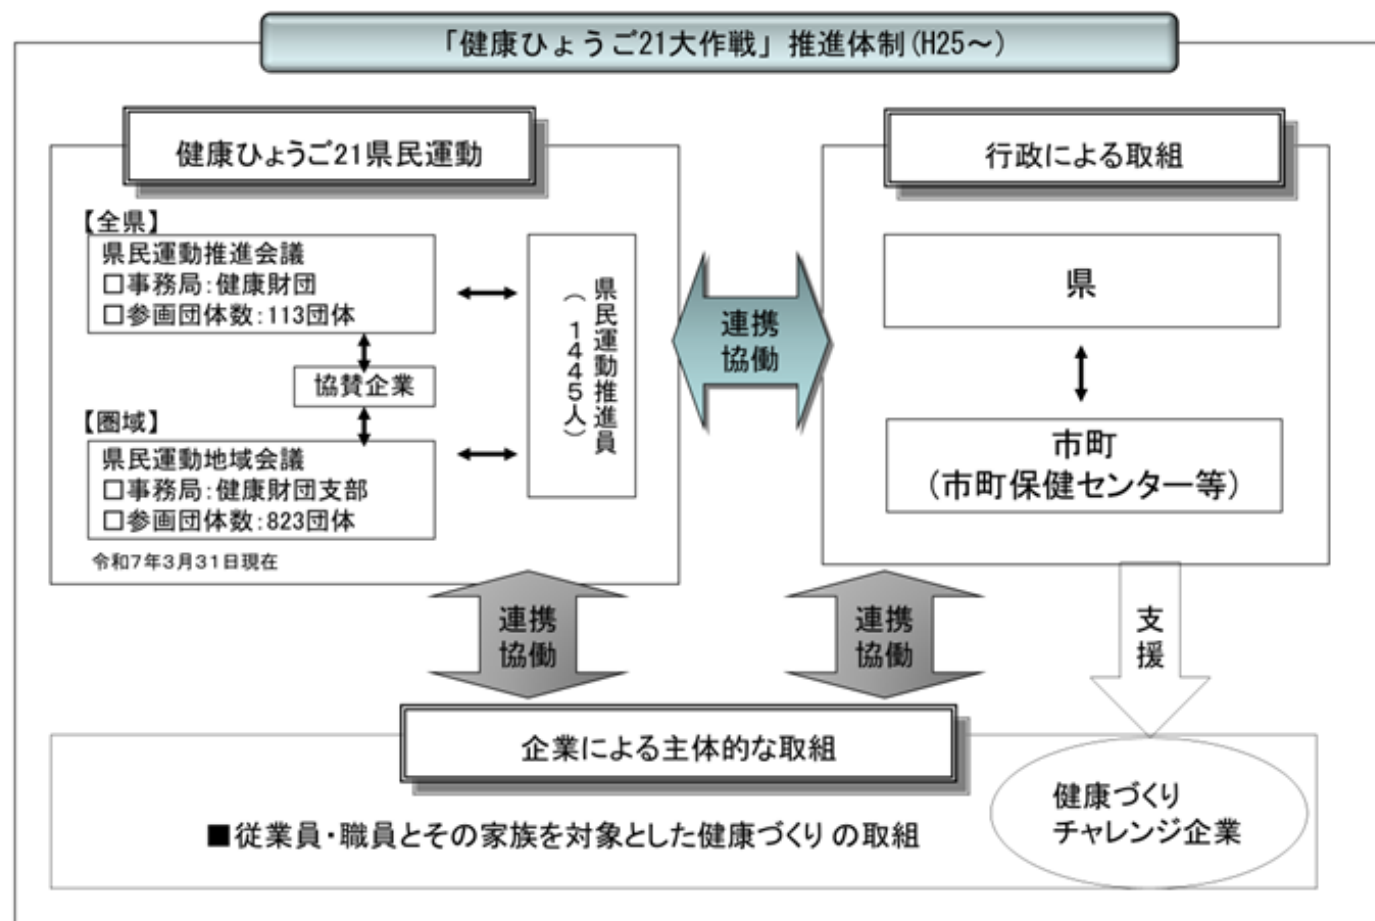 「健康ひょうご21大作戦」推進体制(H25～)
健康ひょうご21県民運動
【全県】
県民運動推進会議
□事務局:健康財団
□参画団体数:113団体
協賛企業
【圏域】
県民運動地域会議
□事務局:健康財団支部
□参画団体数:823団体
令和7年3月31日現在
県民運動推進員
(1445人)
連携
協働
行政による取組
県
市町
(市町保健センター等)
連携
協働
連携
協働
支援
企業による主体的な取組
■従業員・職員とその家族を対象とした健康づくりの取組
健康づくり
チャレンジ企業